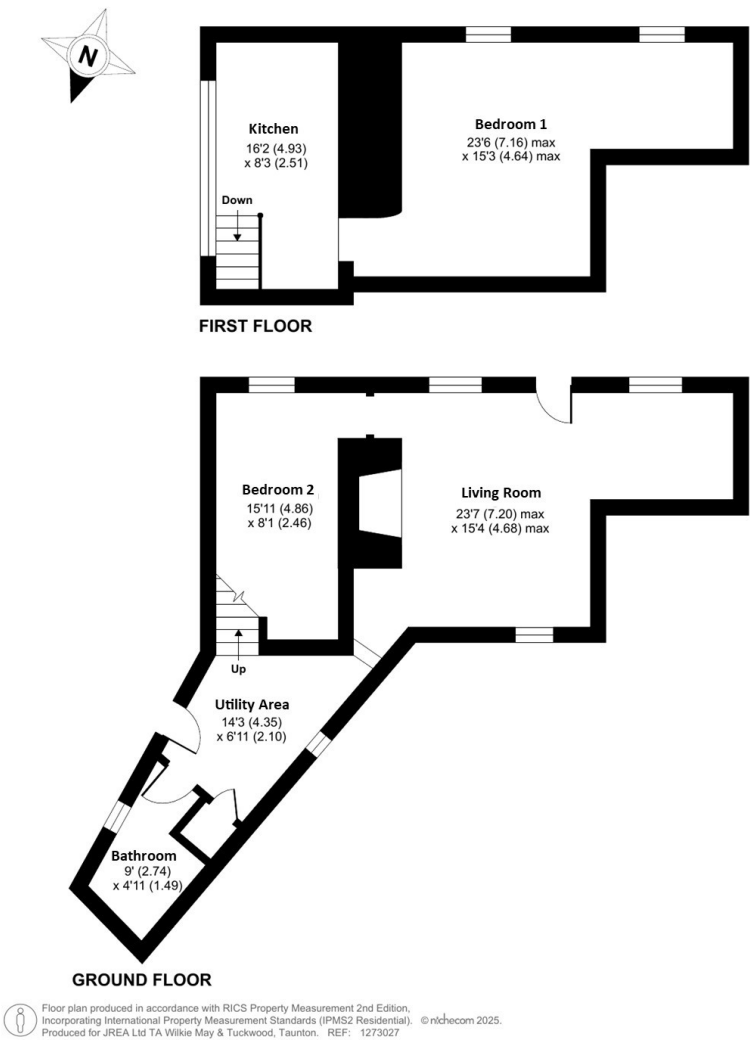 N
Kitchen
16'2 (4.93)
x 8'3 (2.51)
Down
Bedroom 1
23'6 (7.16) max
x 15'3 (4.64) max
FIRST FLOOR
Bedroom 2
15'11 (4.86)
x 8'1 (2.46)
Living Room
23'7 (7.20) max
x 15'4 (4.68) max
Up
Utility Area
14'3 (4.35)
x 6'11 (2.10)
Bathroom
9' (2.74)
x 4'11 (1.49)
GROUND FLOOR
Floor plan produced in accordance with RICS Property Measurement 2nd Edition,
Incorporating International Property Measurement Standards (IPMS2 Residential). © nichecom 2025.
Produced for JREA Ltd TA Wilkie May & Tuckwood, Taunton. REF: 1273027